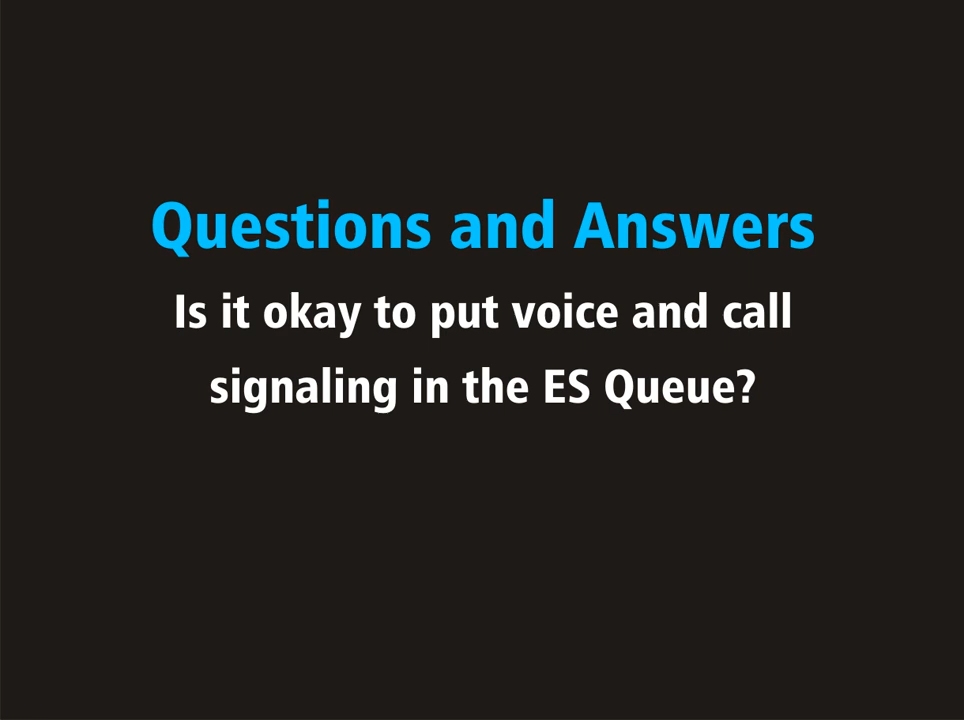 Questions and Answers
Is it okay to put voice and call
signaling in the ES Queue?